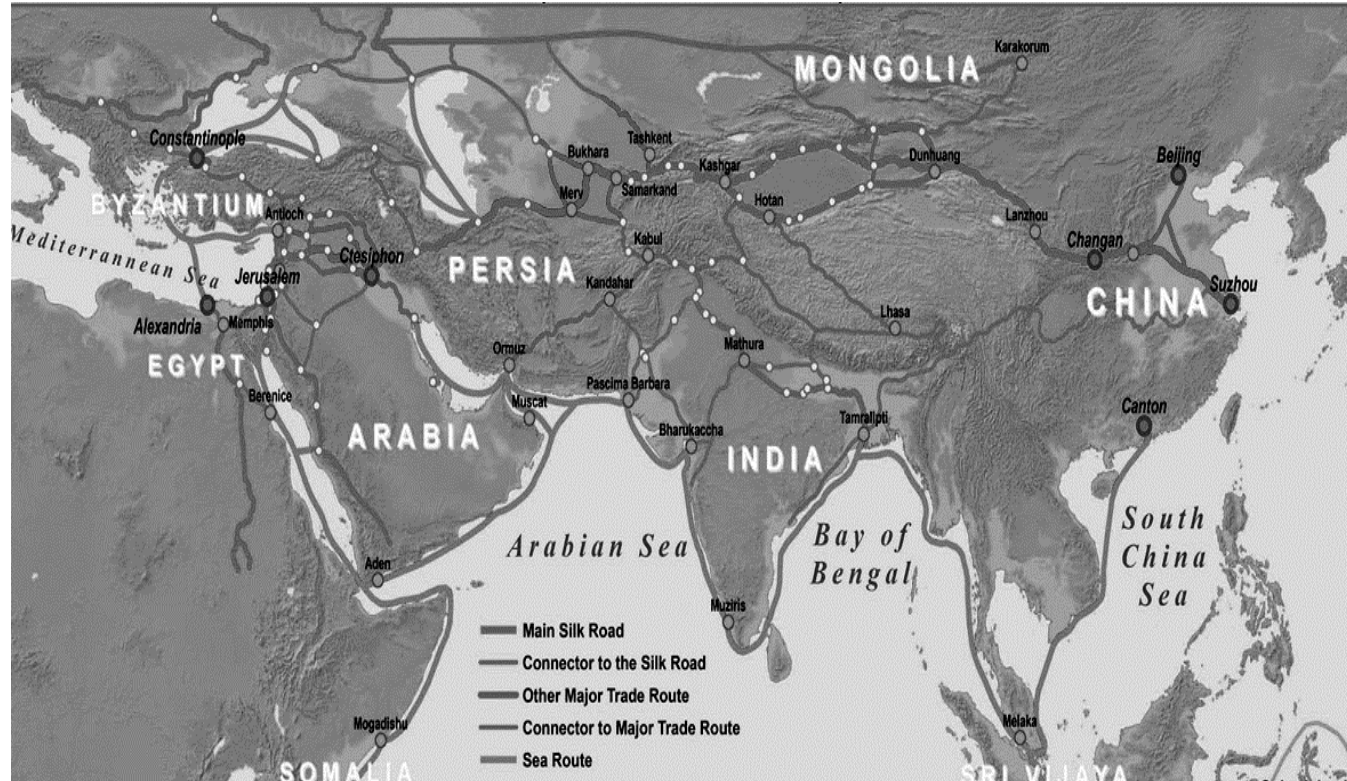 MONGOLIA
Karakorum
Constantinople
Tashkent
Bukhara
Kashgar
Dunhuang
Beijing
Samarkand
Merv
Hotan
BYZANTIUM
Antioch
Lanzhou
Mediterrannean Sea
Ctesiphon
Kabul
Changan
PERSIA
Jerusalem
Kandahar
Suzhou
CHINA
Alexandria
Memphis
Lhasa
EGYPT
Ormuz
Mathura
Pascima Barbara
Berenice
Muscat
Canton
Tamralipti
ARABIA
Bharukaccha
INDIA
Arabian Sea
Bay of
Bengal
South
China
Sea
Aden
Muziris
Main Silk Road
Connector to the Silk Road
Other Major Trade Route
Connector to Major Trade Route
Sea Route
Mogadishu
Melaka
SOMALIA
SRI VIJAYA